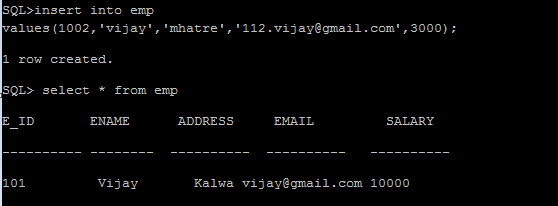 SQL>insert into emp
values(1002,'vijay','mhatre','112.vijay@gmail.com',3000);
1 row created.
SQL> select * from emp
E_ID ENAME ADDRESS EMAIL SALARY
---------- -------- ---------- ---------- ----------
101 Vijay Kalwa vijay@gmail.com 10000